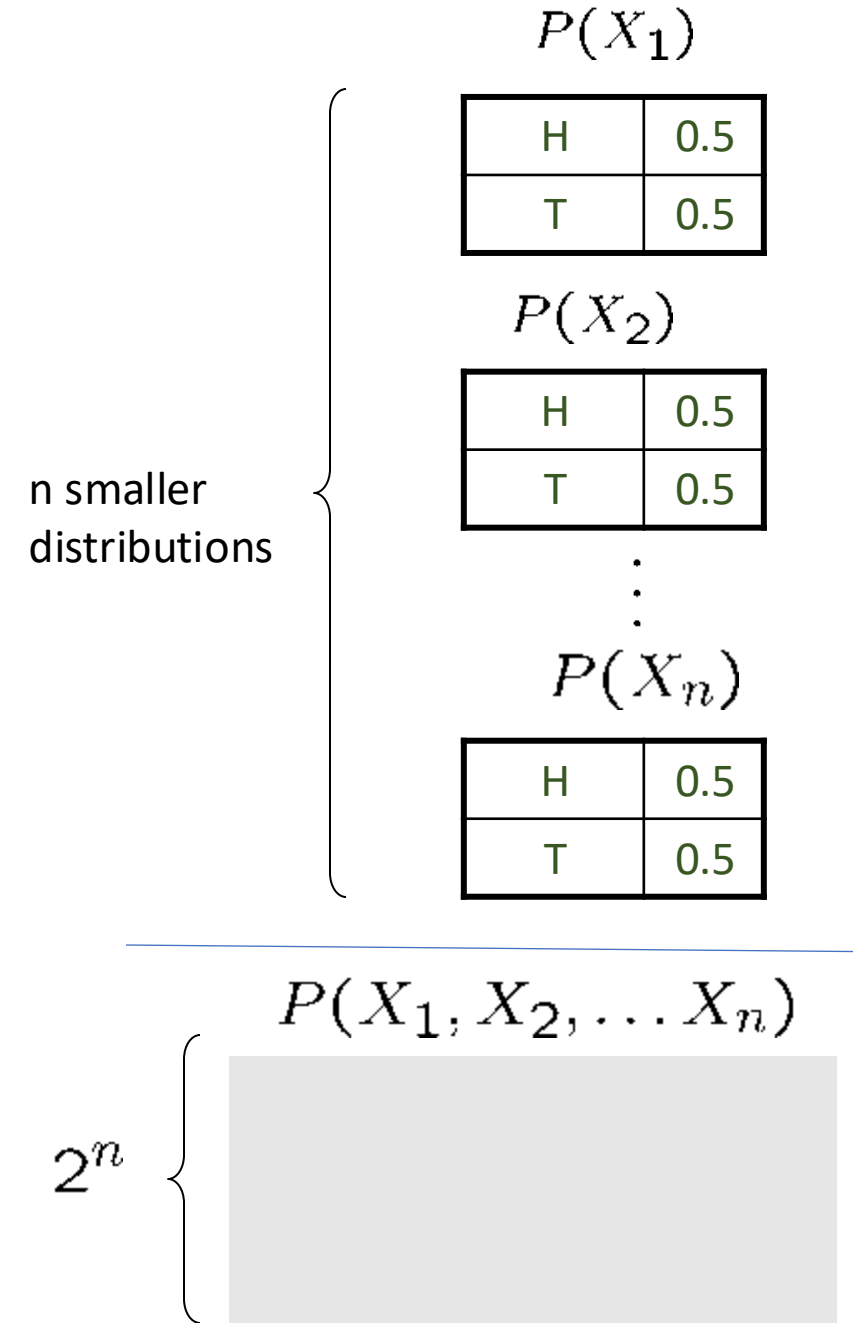 P(X₁)
H 0.5
T 0.5
P(X₂)
H 0.5
T 0.5
n smaller
distributions
⋮
P(Xₙ)
H 0.5
T 0.5
P(X₁, X₂, . . . Xₙ)
2ⁿ